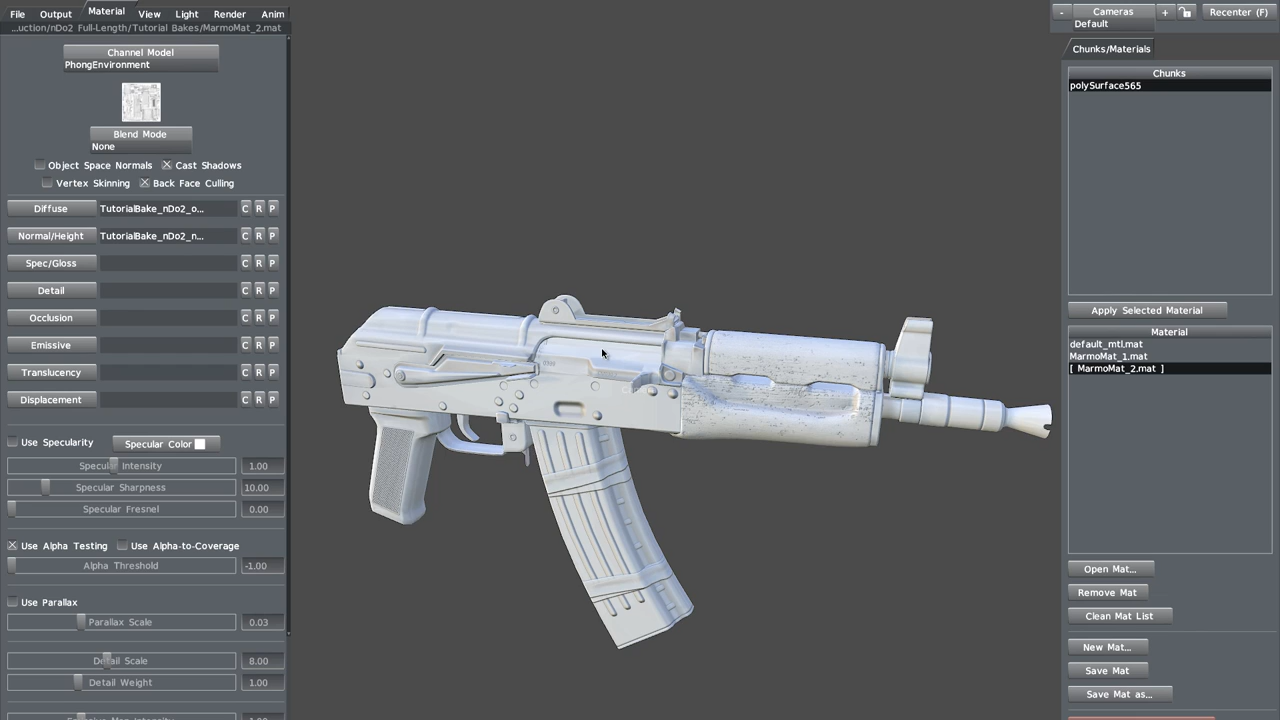 File Output Material View Light Render Anim
...uction/nDo2 Full-Length/Tutorial Bakes/MarmoMat_2.mat
Channel Model
PhongEnvironment
Blend Mode
None
Object Space Normals Cast Shadows
Vertex Skinning Back Face Culling
Diffuse TutorialBake_nDo2_o... C R P
Normal/Height TutorialBake_nDo2_n... C R P
Spec/Gloss C R P
Detail C R P
Occlusion C R P
Emissive C R P
Translucency C R P
Displacement C R P
Use Specularity Specular Color
Specular Intensity 1.00
Specular Sharpness 10.00
Specular Fresnel 0.00
Use Alpha Testing Use Alpha-to-Coverage
Alpha Threshold -1.00
Use Parallax
Parallax Scale 0.03
Detail Scale 8.00
Detail Weight 1.00
- Cameras + Recenter (F)
Default
Chunks/Materials
Chunks
polySurface565
Apply Selected Material
Material
default_mtl.mat
MarmoMat_1.mat
[ MarmoMat_2.mat ]
Open Mat...
Remove Mat
Clean Mat List
New Mat...
Save Mat
Save Mat as...